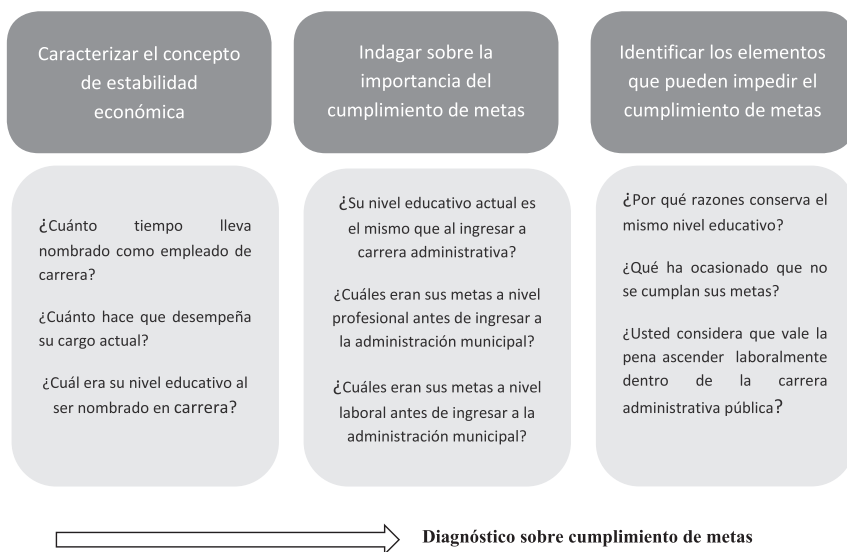 Caracterizar el concepto
de estabilidad
económica
¿Cuánto tiempo lleva
nombrado como empleado de
carrera?
¿Cuánto hace que desempeña
su cargo actual?
¿Cuál era su nivel educativo al
ser nombrado en carrera?
Indagar sobre la
importancia del
cumplimiento de metas
¿Su nivel educativo actual es
el mismo que al ingresar a
carrera administrativa?
¿Cuáles eran sus metas a nivel
profesional antes de ingresar a
la administración municipal?
¿Cuáles eran sus metas a nivel
laboral antes de ingresar a la
administración municipal?
Identificar los elementos
que pueden impedir el
cumplimiento de metas
¿Por qué razones conserva el
mismo nivel educativo?
¿Qué ha ocasionado que no
se cumplan sus metas?
¿Usted considera que vale la
pena ascender laboralmente
dentro de la carrera
administrativa pública?
Diagnóstico sobre cumplimiento de metas